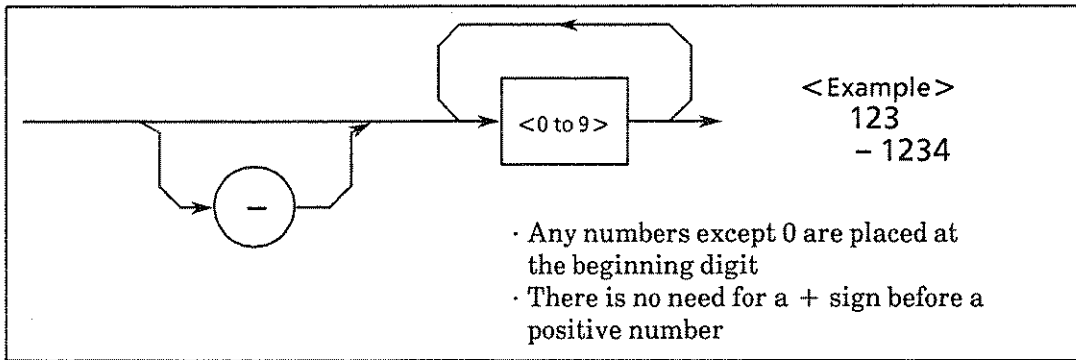 <0 to 9>
−
<Example>
123
− 1234
· Any numbers except 0 are placed at
the beginning digit
· There is no need for a + sign before a
positive number